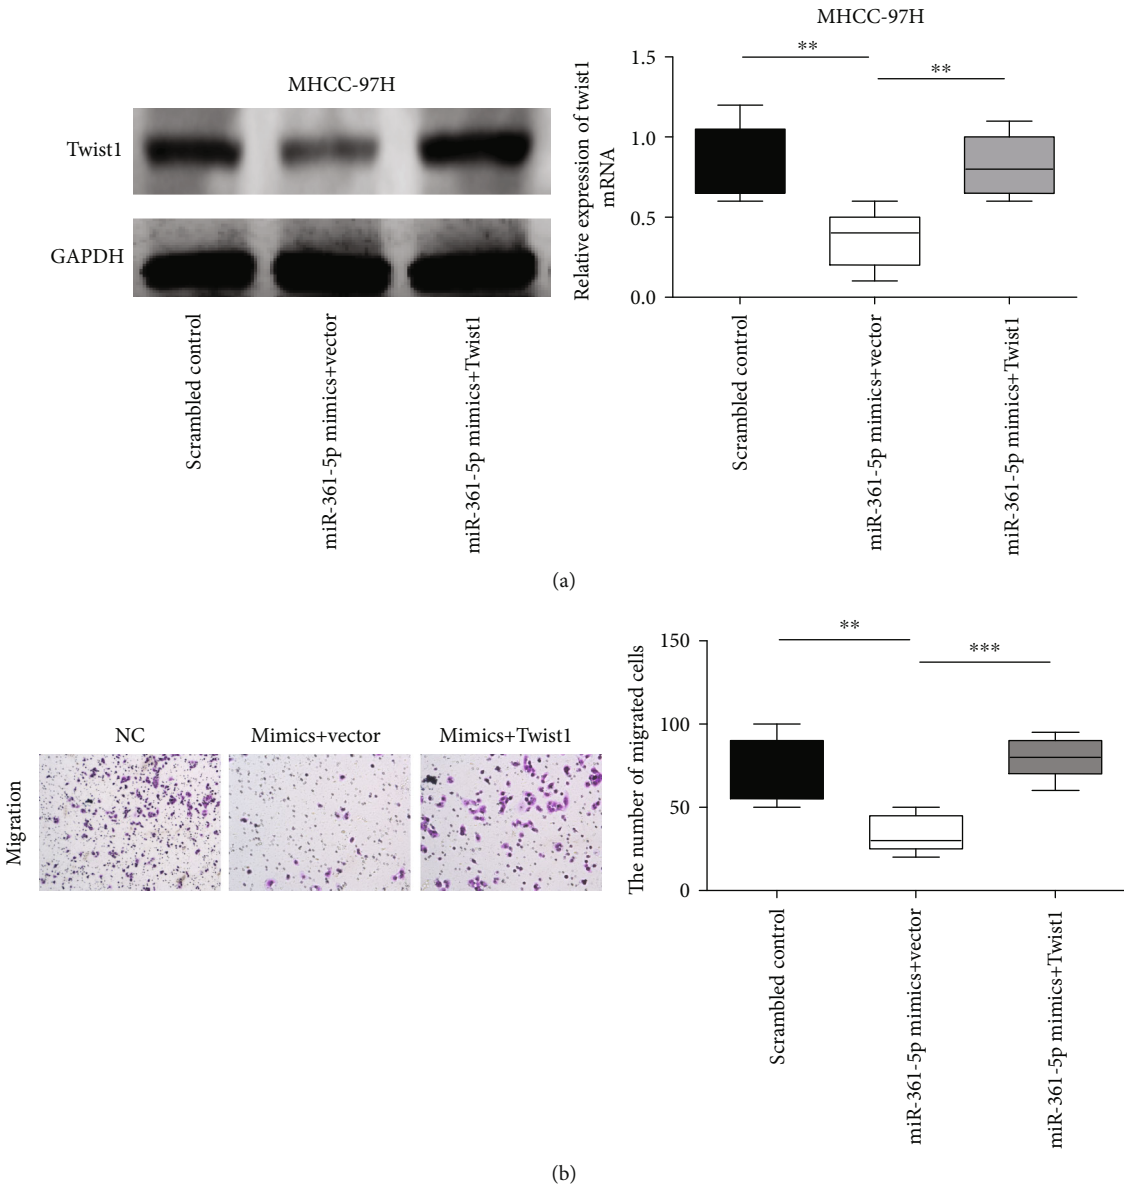 MHCC-97H
Twist1
GAPDH
Scrambled control
miR-361-5p mimics+vector
miR-361-5p mimics+Twist1
MHCC-97H
Relative expression of twist1
mRNA
1.5
1.0
0.5
0.0
**
**
Scrambled control
miR-361-5p mimics+vector
miR-361-5p mimics+Twist1
(a)
Migration
NC
Mimics+vector
Mimics+Twist1
The number of migrated cells
150
100
50
0
**
***
Scrambled control
miR-361-5p mimics+vector
miR-361-5p mimics+Twist1
(b)